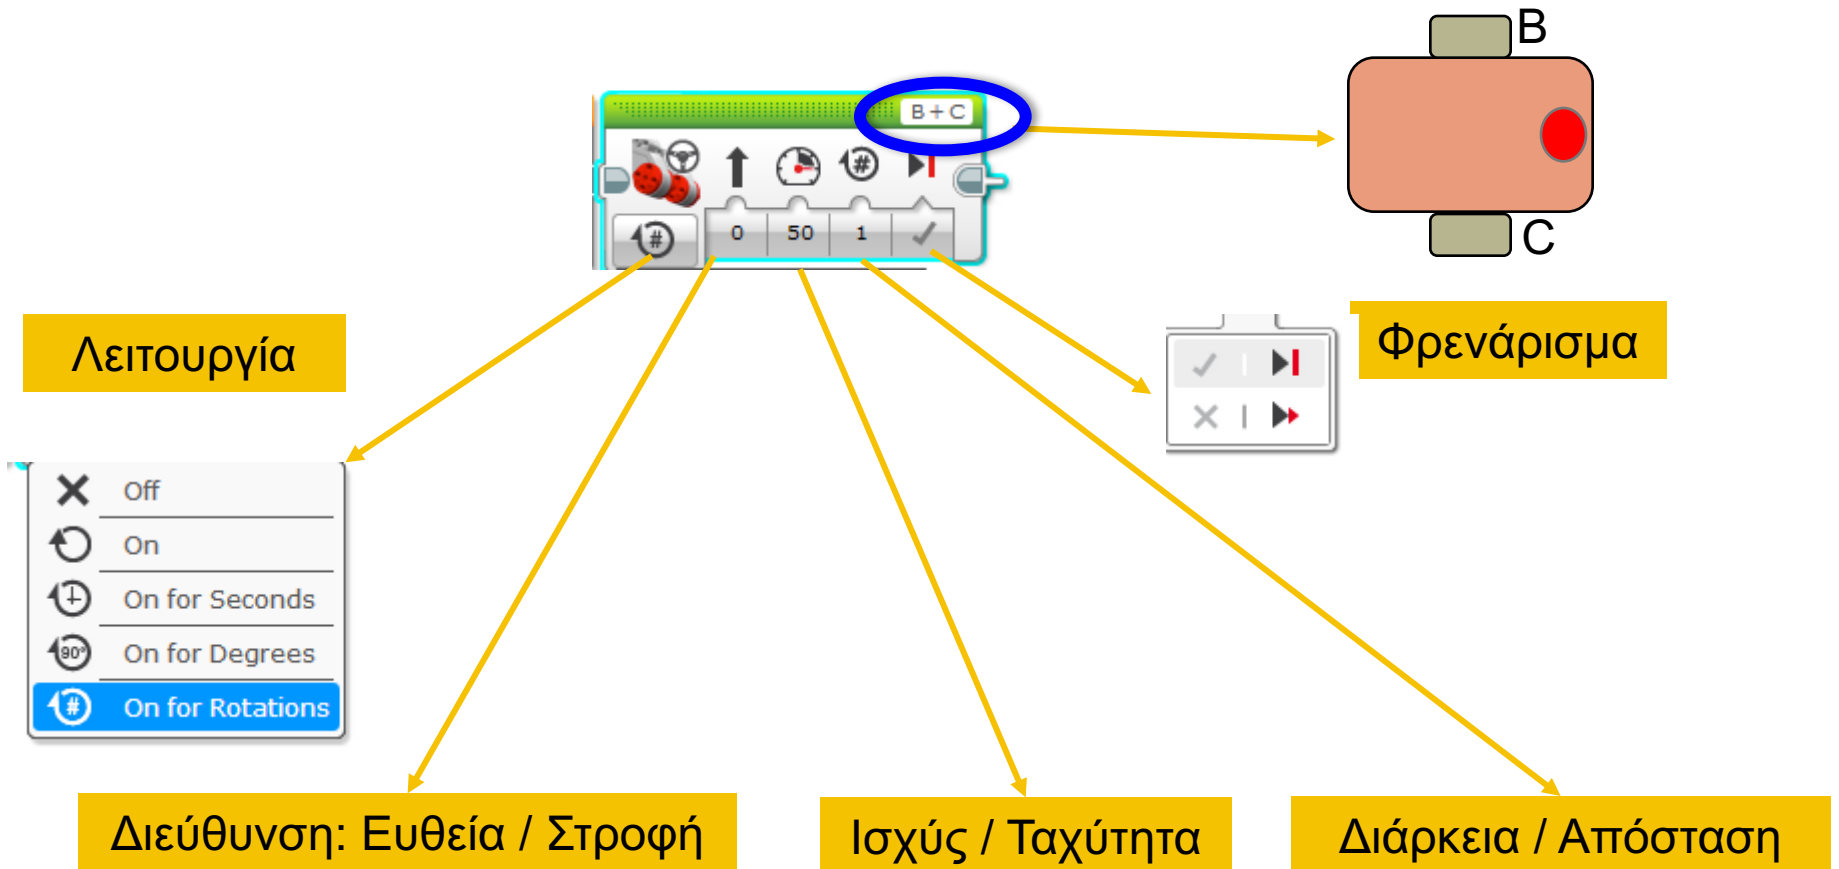 B
B + C
0 50 1
C
Λειτουργία
Φρενάρισμα
Off
On
On for Seconds
90° On for Degrees
# On for Rotations
Διεύθυνση: Ευθεία / Στροφή
Ισχύς / Ταχύτητα
Διάρκεια / Απόσταση